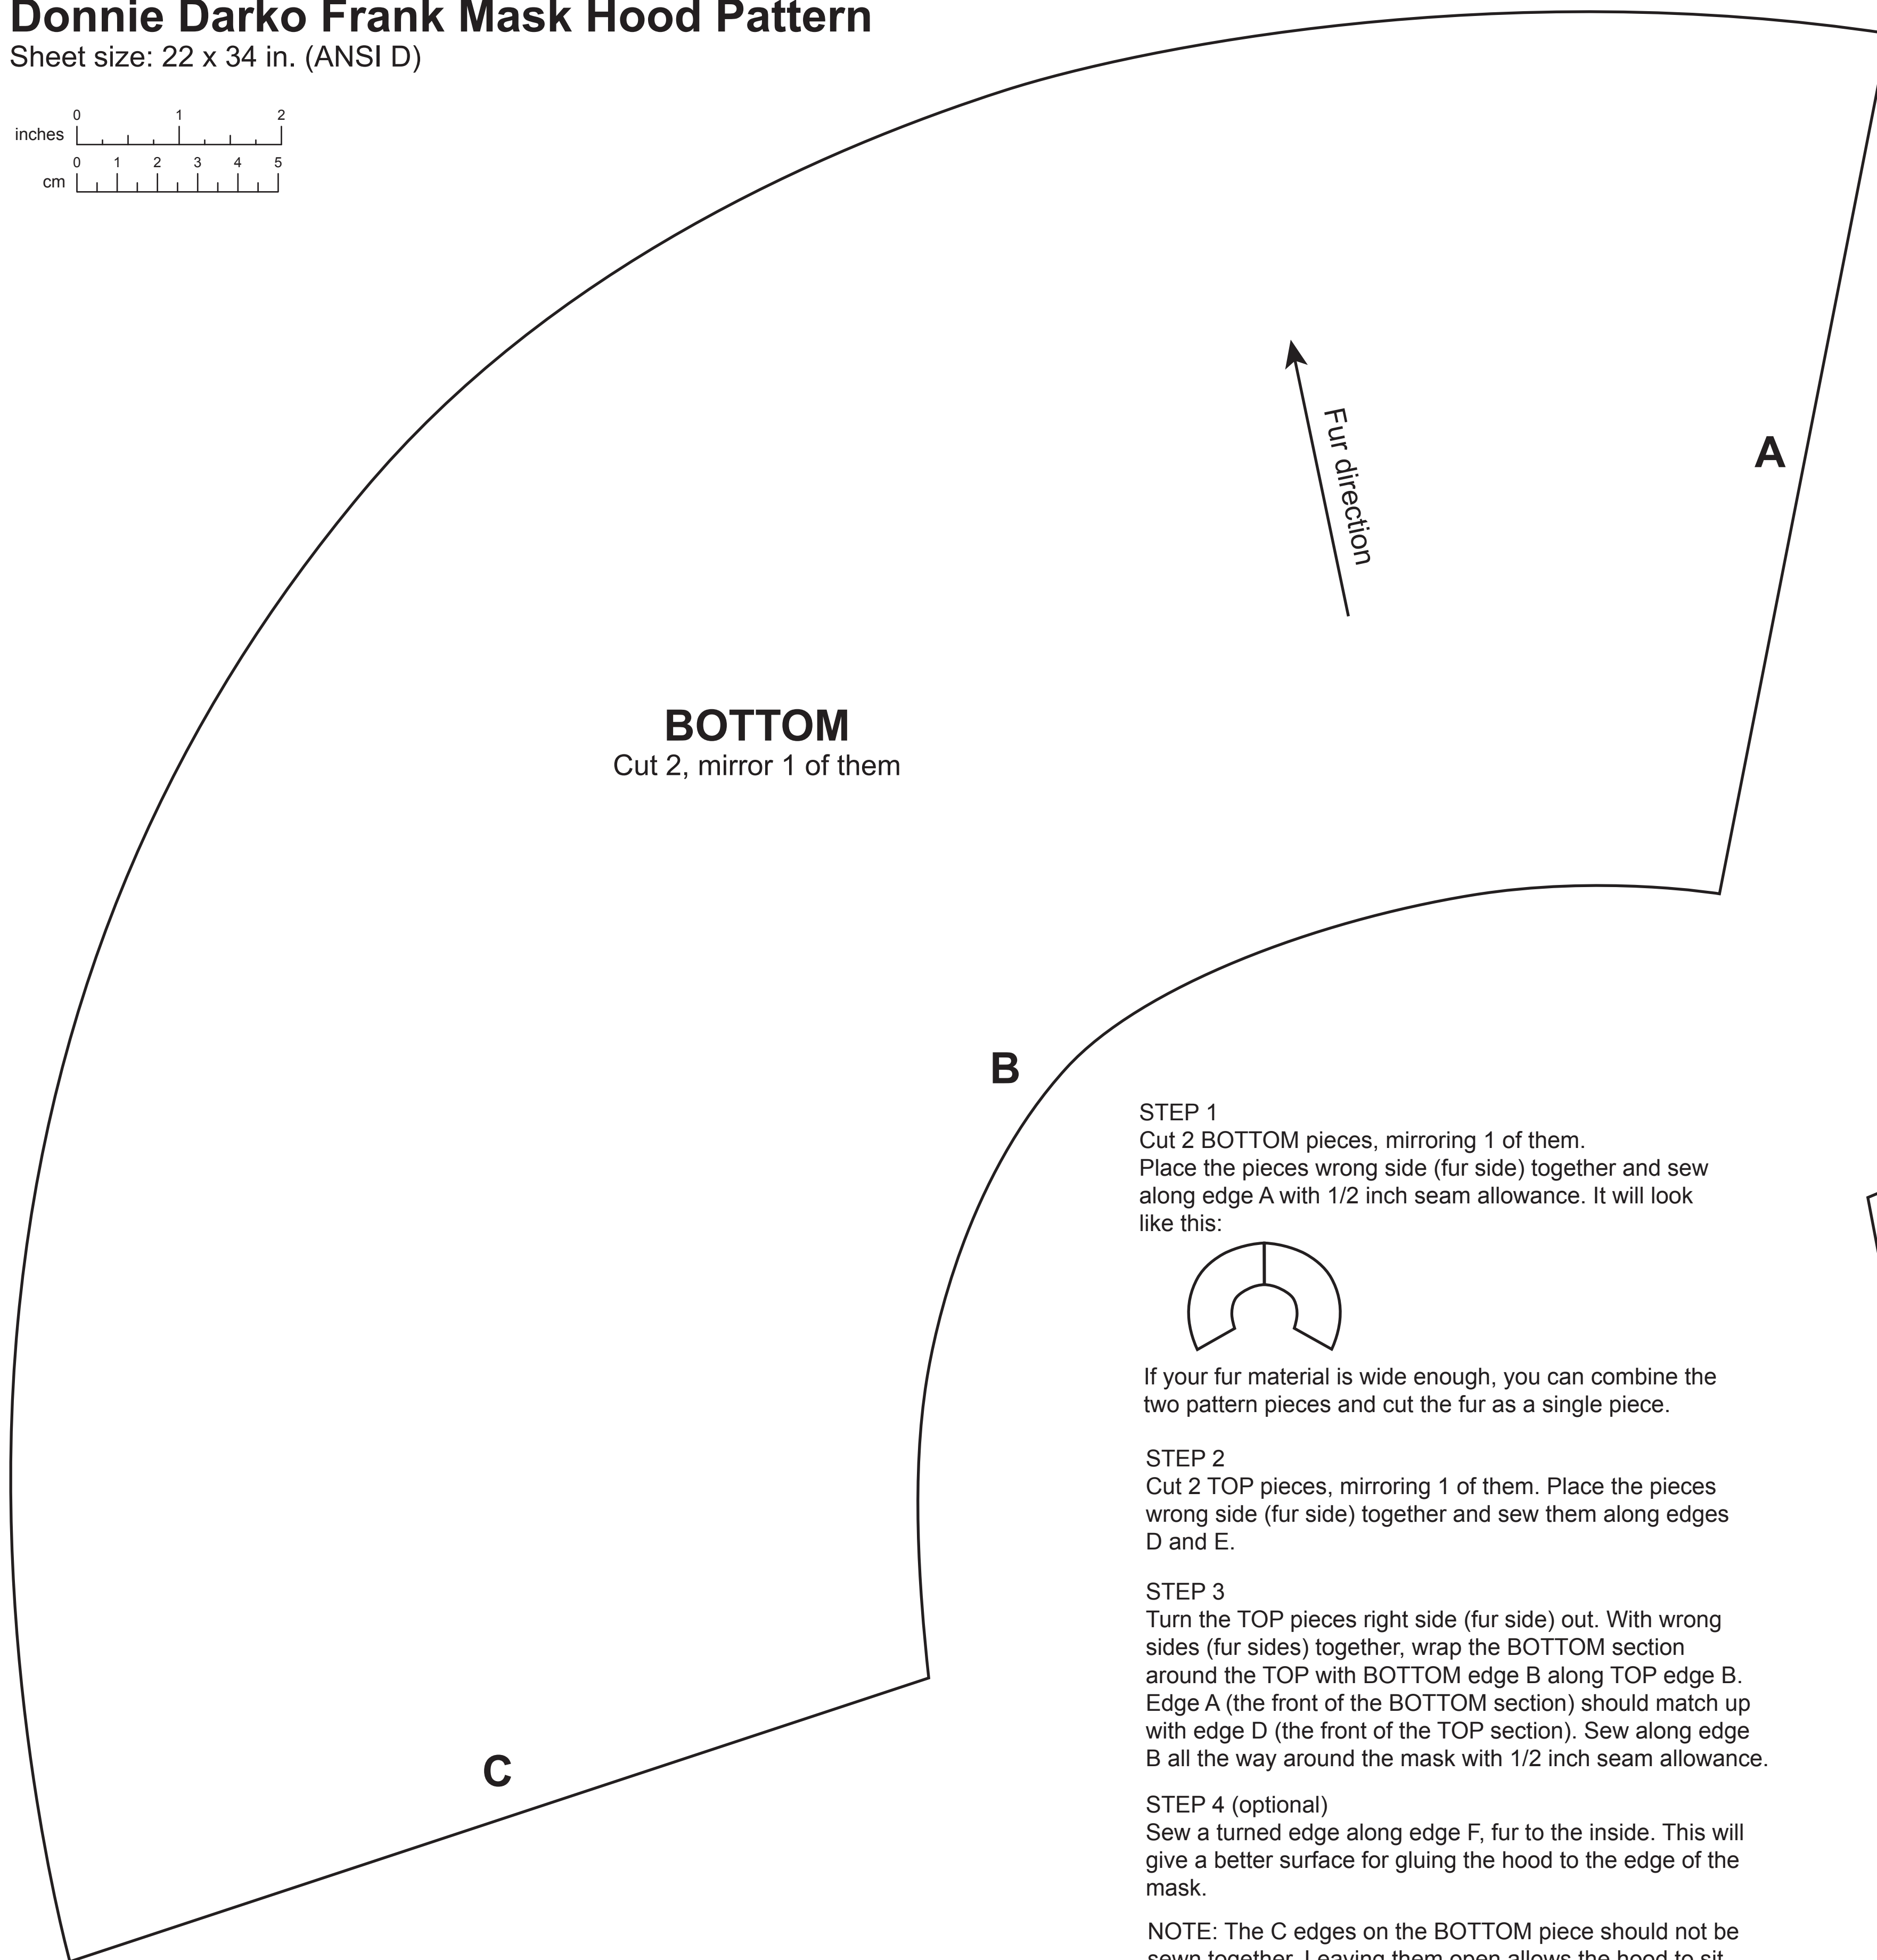 Donnie Darko Frank Mask Hood Pattern
Sheet size: 22 x 34 in. (ANSI D)
0 1 2
inches
0 1 2 3 4 5
cm
Fur direction
A
BOTTOM
Cut 2, mirror 1 of them
B
STEP 1
Cut 2 BOTTOM pieces, mirroring 1 of them.
Place the pieces wrong side (fur side) together and sew
along edge A with 1/2 inch seam allowance. It will look
like this:
If your fur material is wide enough, you can combine the
two pattern pieces and cut the fur as a single piece.
STEP 2
Cut 2 TOP pieces, mirroring 1 of them. Place the pieces
wrong side (fur side) together and sew them along edges
D and E.
STEP 3
Turn the TOP pieces right side (fur side) out. With wrong
sides (fur sides) together, wrap the BOTTOM section
around the TOP with BOTTOM edge B along TOP edge B.
Edge A (the front of the BOTTOM section) should match up
with edge D (the front of the TOP section). Sew along edge
B all the way around the mask with 1/2 inch seam allowance.
C
STEP 4 (optional)
Sew a turned edge along edge F, fur to the inside. This will
give a better surface for gluing the hood to the edge of the
mask.
NOTE: The C edges on the BOTTOM piece should not be
sewn together. Leaving them open allows the hood to sit